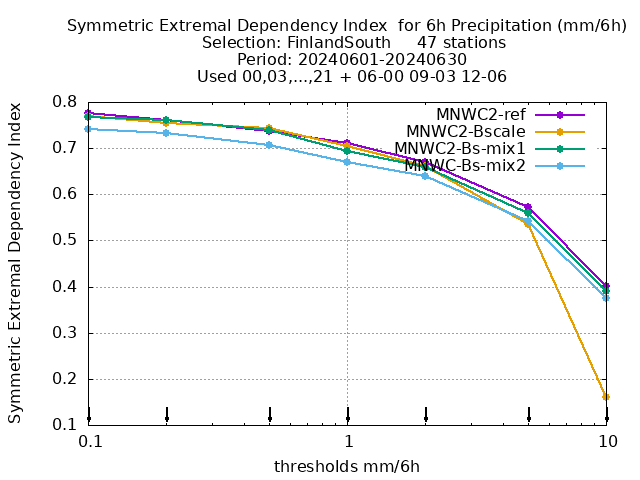 Symmetric Extremal Dependency Index  for 6h Precipitation (mm/6h)
Selection: FinlandSouth     47 stations
Period: 20240601-20240630
Used 00,03,...,21 + 06-00 09-03 12-06
Symmetric Extremal Dependency Index
0.8
0.7
0.6
0.5
0.4
0.3
0.2
0.1
MNWC2-ref
MNWC2-Bscale
MNWC2-Bs-mix1
MNWC-Bs-mix2
0.1
1
10
thresholds mm/6h